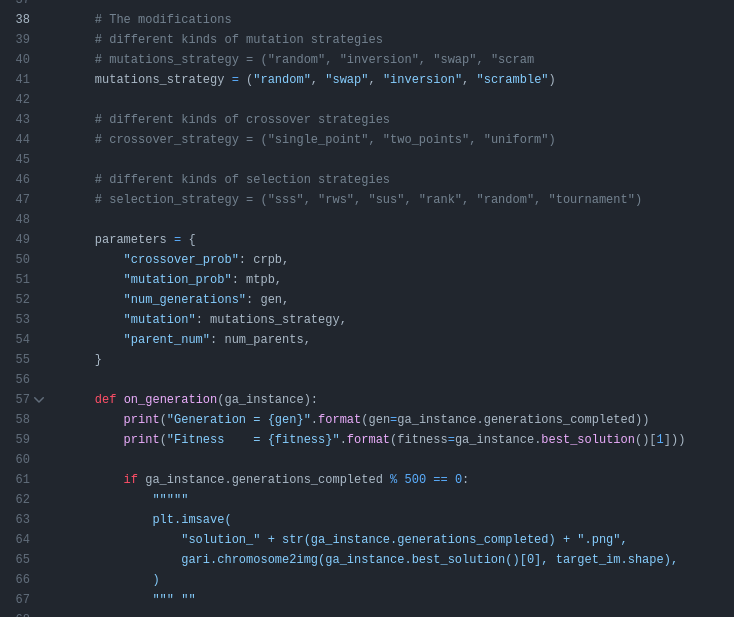 38 # The modifications
39 # different kinds of mutation strategies
40 # mutations_strategy = ("random", "inversion", "swap", "scram
41 mutations_strategy = ("random", "swap", "inversion", "scramble")
42
43 # different kinds of crossover strategies
44 # crossover_strategy = ("single_point", "two_points", "uniform")
45
46 # different kinds of selection strategies
47 # selection_strategy = ("sss", "rws", "sus", "rank", "random", "tournament")
48
49 parameters = {
50 "crossover_prob": crpb,
51 "mutation_prob": mtpb,
52 "num_generations": gen,
53 "mutation": mutations_strategy,
54 "parent_num": num_parents,
55 }
56
57 def on_generation(ga_instance):
58 print("Generation = {gen}".format(gen=ga_instance.generations_completed))
59 print("Fitness    = {fitness}".format(fitness=ga_instance.best_solution()[1]))
60
61 if ga_instance.generations_completed % 500 == 0:
62 """""
63 plt.imsave(
64 "solution_" + str(ga_instance.generations_completed) + ".png",
65 gari.chromosome2img(ga_instance.best_solution()[0], target_im.shape),
66 )
67 """ ""